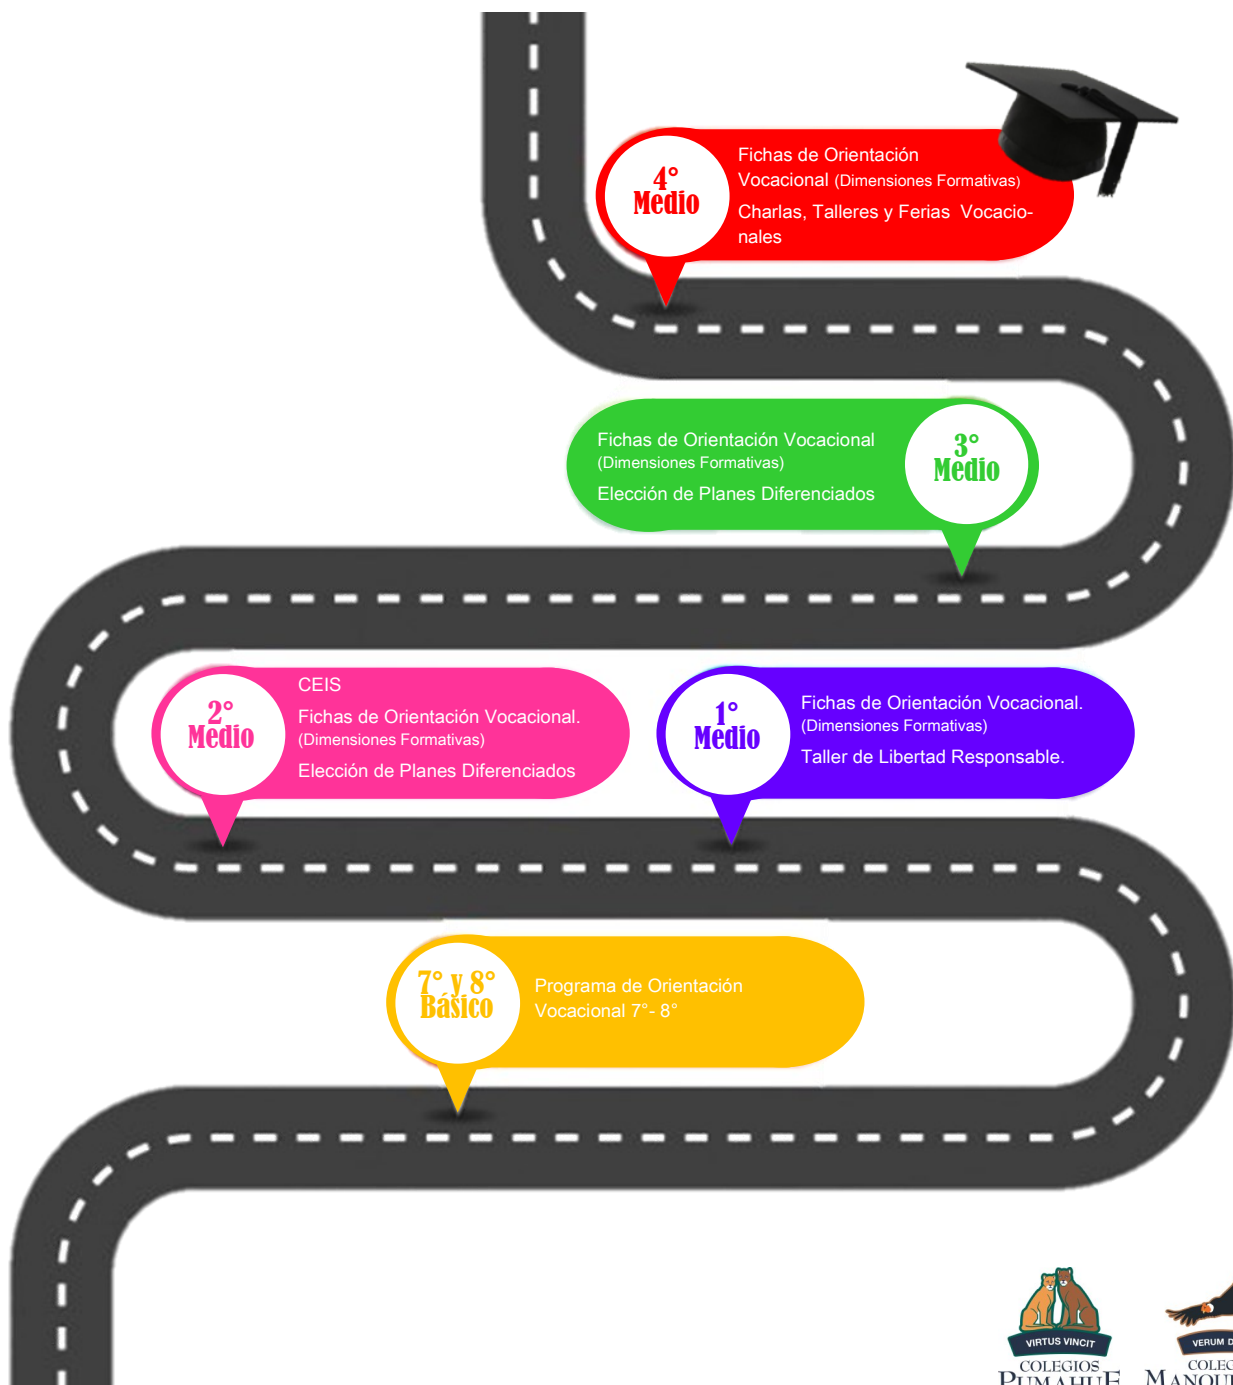 4°
Medio
Fichas de Orientación
Vocacional (Dimensiones Formativas)
Charlas, Talleres y Ferias Vocacio-
nales
Fichas de Orientación Vocacional
(Dimensiones Formativas)
Elección de Planes Diferenciados
3°
Medio
2°
Medio
CEIS
Fichas de Orientación Vocacional.
(Dimensiones Formativas)
Elección de Planes Diferenciados
1°
Medio
Fichas de Orientación Vocacional.
(Dimensiones Formativas)
Taller de Libertad Responsable.
7° y 8°
Básico
Programa de Orientación
Vocacional 7°- 8°
VIRTUS VINCIT
COLEGIOS
PUMAHUE
VERUM